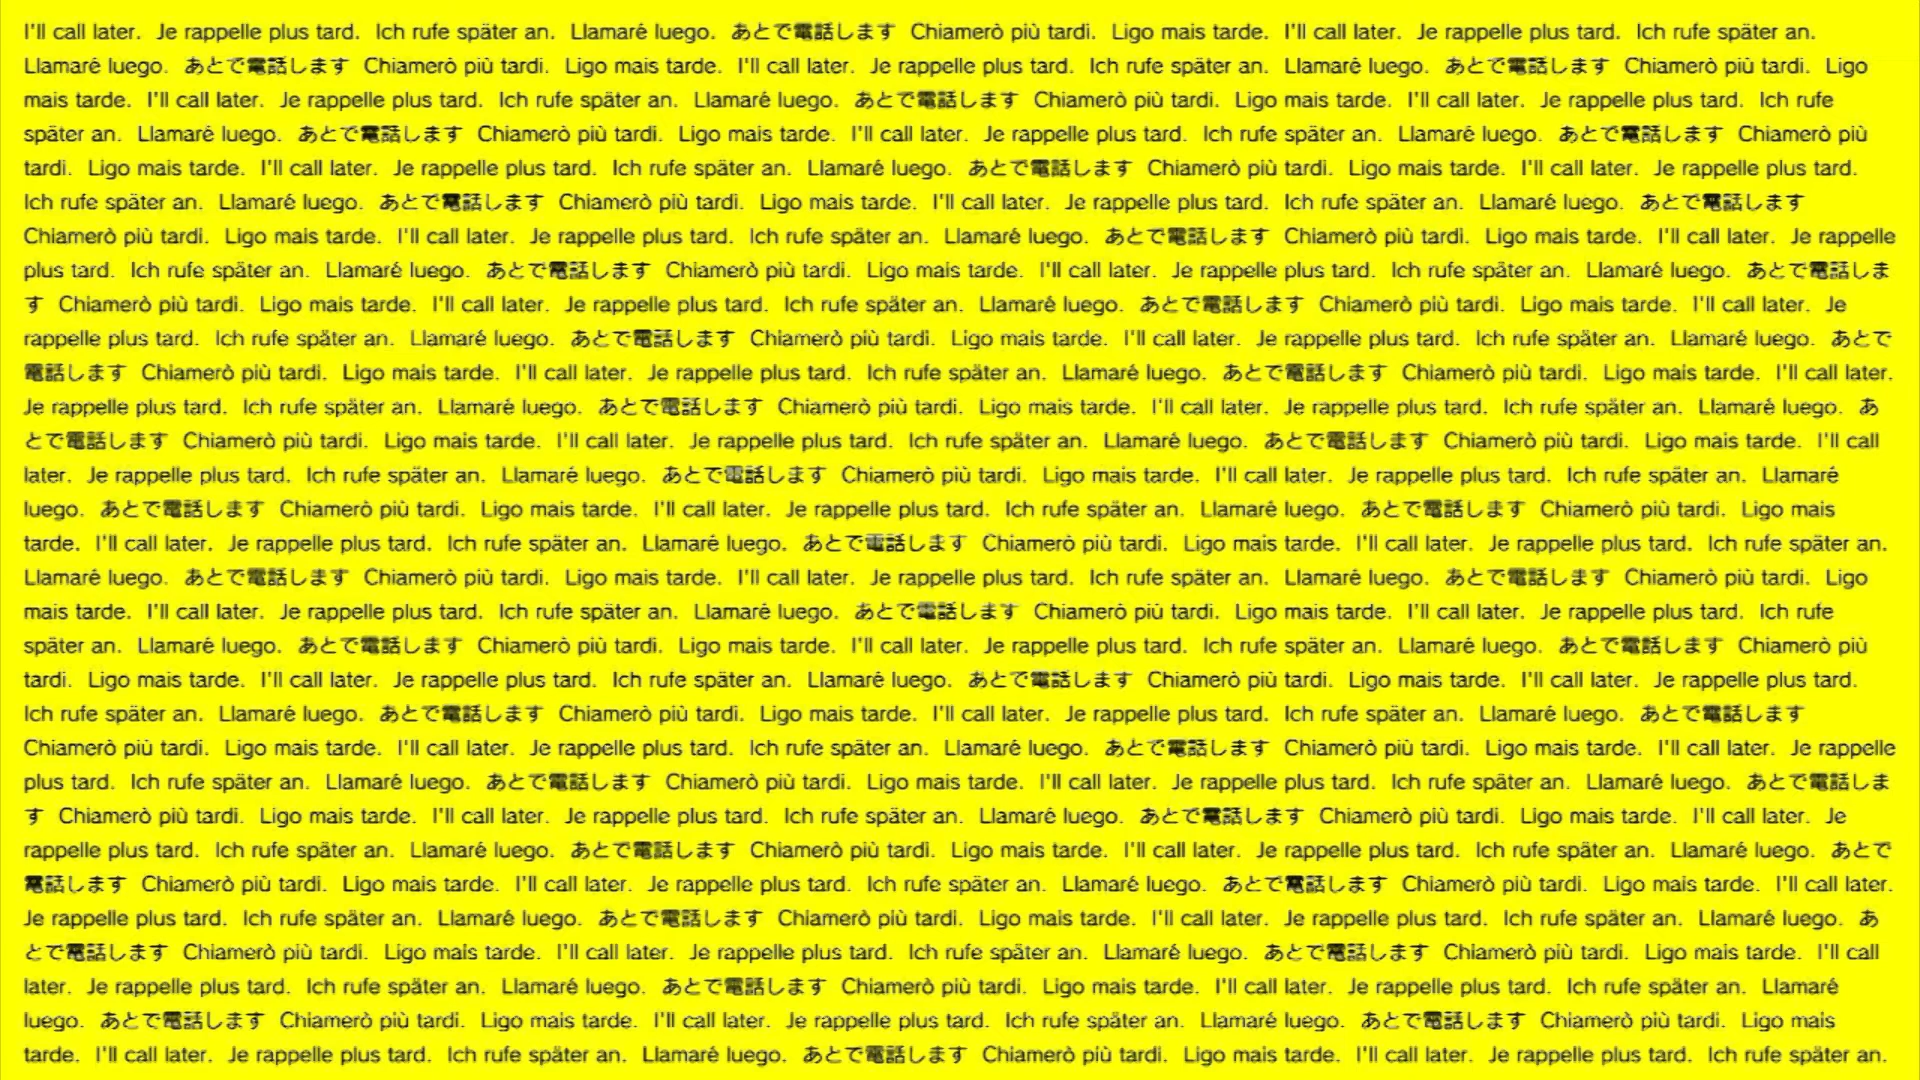 I'll call later. Je rappelle plus tard. Ich rufe später an. Llamaré luego. あとで電話します Chiamerò più tardi. Ligo mais tarde. I'll call later. Je rappelle plus tard. Ich rufe später an.
Llamaré luego. あとで電話します Chiamerò più tardi. Ligo mais tarde. I'll call later. Je rappelle plus tard. Ich rufe später an. Llamaré luego. あとで電話します Chiamerò più tardi. Ligo
mais tarde. I'll call later. Je rappelle plus tard. Ich rufe später an. Llamaré luego. あとで電話します Chiamerò più tardi. Ligo mais tarde. I'll call later. Je rappelle plus tard. Ich rufe
später an. Llamaré luego. あとで電話します Chiamerò più tardi. Ligo mais tarde. I'll call later. Je rappelle plus tard. Ich rufe später an. Llamaré luego. あとで電話します Chiamerò più
tardi. Ligo mais tarde. I'll call later. Je rappelle plus tard. Ich rufe später an. Llamaré luego. あとで電話します Chiamerò più tardi. Ligo mais tarde. I'll call later. Je rappelle plus tard.
Ich rufe später an. Llamaré luego. あとで電話します Chiamerò più tardi. Ligo mais tarde. I'll call later. Je rappelle plus tard. Ich rufe später an. Llamaré luego. あとで電話します
Chiamerò più tardi. Ligo mais tarde. I'll call later. Je rappelle plus tard. Ich rufe später an. Llamaré luego. あとで電話します Chiamerò più tardi. Ligo mais tarde. I'll call later. Je rappelle
plus tard. Ich rufe später an. Llamaré luego. あとで電話します Chiamerò più tardi. Ligo mais tarde. I'll call later. Je rappelle plus tard. Ich rufe später an. Llamaré luego. あとで電話しま
す Chiamerò più tardi. Ligo mais tarde. I'll call later. Je rappelle plus tard. Ich rufe später an. Llamaré luego. あとで電話します Chiamerò più tardi. Ligo mais tarde. I'll call later. Je
rappelle plus tard. Ich rufe später an. Llamaré luego. あとで電話します Chiamerò più tardi. Ligo mais tarde. I'll call later. Je rappelle plus tard. Ich rufe später an. Llamaré luego. あとで
電話します Chiamerò più tardi. Ligo mais tarde. I'll call later. Je rappelle plus tard. Ich rufe später an. Llamaré luego. あとで電話します Chiamerò più tardi. Ligo mais tarde. I'll call later.
Je rappelle plus tard. Ich rufe später an. Llamaré luego. あとで電話します Chiamerò più tardi. Ligo mais tarde. I'll call later. Je rappelle plus tard. Ich rufe später an. Llamaré luego. あ
とで電話します Chiamerò più tardi. Ligo mais tarde. I'll call later. Je rappelle plus tard. Ich rufe später an. Llamaré luego. あとで電話します Chiamerò più tardi. Ligo mais tarde. I'll call
later. Je rappelle plus tard. Ich rufe später an. Llamaré luego. あとで電話します Chiamerò più tardi. Ligo mais tarde. I'll call later. Je rappelle plus tard. Ich rufe später an. Llamaré
luego. あとで電話します Chiamerò più tardi. Ligo mais tarde. I'll call later. Je rappelle plus tard. Ich rufe später an. Llamaré luego. あとで電話します Chiamerò più tardi. Ligo mais
tarde. I'll call later. Je rappelle plus tard. Ich rufe später an. Llamaré luego. あとで電話します Chiamerò più tardi. Ligo mais tarde. I'll call later. Je rappelle plus tard. Ich rufe später an.
Llamaré luego. あとで電話します Chiamerò più tardi. Ligo mais tarde. I'll call later. Je rappelle plus tard. Ich rufe später an. Llamaré luego. あとで電話します Chiamerò più tardi. Ligo
mais tarde. I'll call later. Je rappelle plus tard. Ich rufe später an. Llamaré luego. あとで電話します Chiamerò più tardi. Ligo mais tarde. I'll call later. Je rappelle plus tard. Ich rufe
später an. Llamaré luego. あとで電話します Chiamerò più tardi. Ligo mais tarde. I'll call later. Je rappelle plus tard. Ich rufe später an. Llamaré luego. あとで電話します Chiamerò più
tardi. Ligo mais tarde. I'll call later. Je rappelle plus tard. Ich rufe später an. Llamaré luego. あとで電話します Chiamerò più tardi. Ligo mais tarde. I'll call later. Je rappelle plus tard.
Ich rufe später an. Llamaré luego. あとで電話します Chiamerò più tardi. Ligo mais tarde. I'll call later. Je rappelle plus tard. Ich rufe später an. Llamaré luego. あとで電話します
Chiamerò più tardi. Ligo mais tarde. I'll call later. Je rappelle plus tard. Ich rufe später an. Llamaré luego. あとで電話します Chiamerò più tardi. Ligo mais tarde. I'll call later. Je rappelle
plus tard. Ich rufe später an. Llamaré luego. あとで電話します Chiamerò più tardi. Ligo mais tarde. I'll call later. Je rappelle plus tard. Ich rufe später an. Llamaré luego. あとで電話しま
す Chiamerò più tardi. Ligo mais tarde. I'll call later. Je rappelle plus tard. Ich rufe später an. Llamaré luego. あとで電話します Chiamerò più tardi. Ligo mais tarde. I'll call later. Je
rappelle plus tard. Ich rufe später an. Llamaré luego. あとで電話します Chiamerò più tardi. Ligo mais tarde. I'll call later. Je rappelle plus tard. Ich rufe später an. Llamaré luego. あとで
電話します Chiamerò più tardi. Ligo mais tarde. I'll call later. Je rappelle plus tard. Ich rufe später an. Llamaré luego. あとで電話します Chiamerò più tardi. Ligo mais tarde. I'll call later.
Je rappelle plus tard. Ich rufe später an. Llamaré luego. あとで電話します Chiamerò più tardi. Ligo mais tarde. I'll call later. Je rappelle plus tard. Ich rufe später an. Llamaré luego. あ
とで電話します Chiamerò più tardi. Ligo mais tarde. I'll call later. Je rappelle plus tard. Ich rufe später an. Llamaré luego. あとで電話します Chiamerò più tardi. Ligo mais tarde. I'll call
later. Je rappelle plus tard. Ich rufe später an. Llamaré luego. あとで電話します Chiamerò più tardi. Ligo mais tarde. I'll call later. Je rappelle plus tard. Ich rufe später an. Llamaré
luego. あとで電話します Chiamerò più tardi. Ligo mais tarde. I'll call later. Je rappelle plus tard. Ich rufe später an. Llamaré luego. あとで電話します Chiamerò più tardi. Ligo mais
tarde. I'll call later. Je rappelle plus tard. Ich rufe später an. Llamaré luego. あとで電話します Chiamerò più tardi. Ligo mais tarde. I'll call later. Je rappelle plus tard. Ich rufe später an.